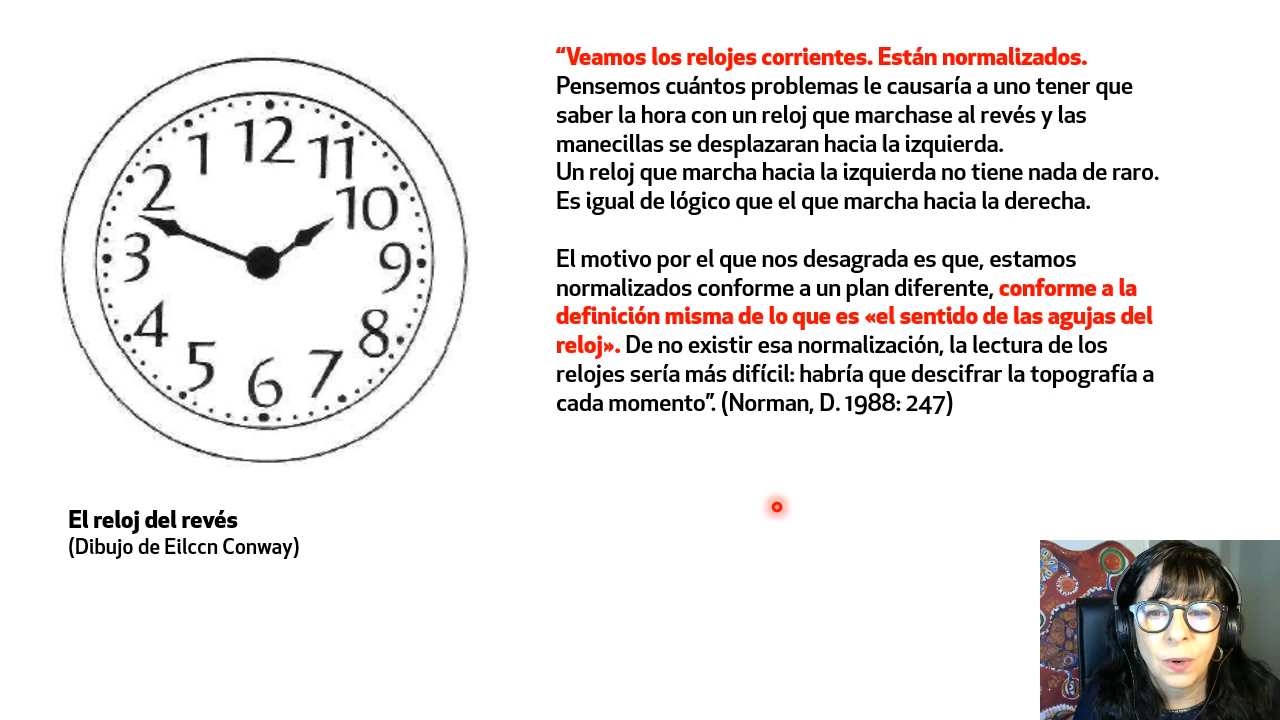 12
1
11
2
10
3
9
4
8
5
7
6
El reloj del revés
(Dibujo de Eilccn Conway)
“Veamos los relojes corrientes. Están normalizados.
Pensemos cuántos problemas le causaría a uno tener que
saber la hora con un reloj que marchase al revés y las
manecillas se desplazaran hacia la izquierda.
Un reloj que marcha hacia la izquierda no tiene nada de raro.
Es igual de lógico que el que marcha hacia la derecha.
El motivo por el que nos desagrada es que, estamos
normalizados conforme a un plan diferente, conforme a la
definición misma de lo que es «el sentido de las agujas del
reloj». De no existir esa normalización, la lectura de los
relojes sería más difícil: habría que descifrar la topografía a
cada momento”. (Norman, D. 1988: 247)